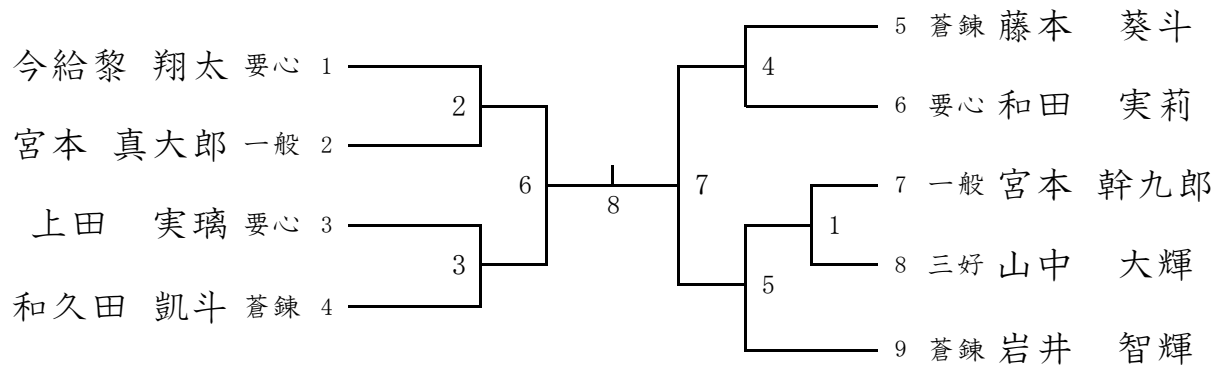 今給黎 翔太 要心 1
宮本 真大郎 一般 2
上田 実璃 要心 3
和久田 凱斗 蒼錬 4
2
3
6
8
7
4
1
5
5 蒼錬 藤本 葵斗
6 要心 和田 実莉
7 一般 宮本 幹九郎
8 三好 山中 大輝
9 蒼錬 岩井 智輝